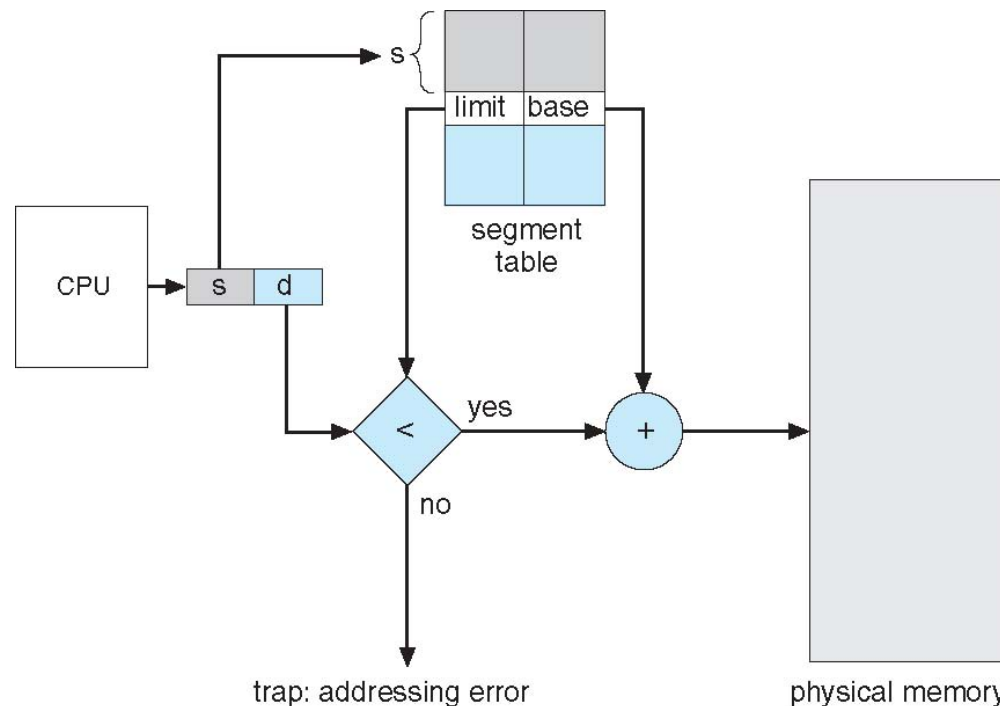 s
limit base
segment
table
CPU
s d
<
yes
+
no
trap: addressing error
physical memory